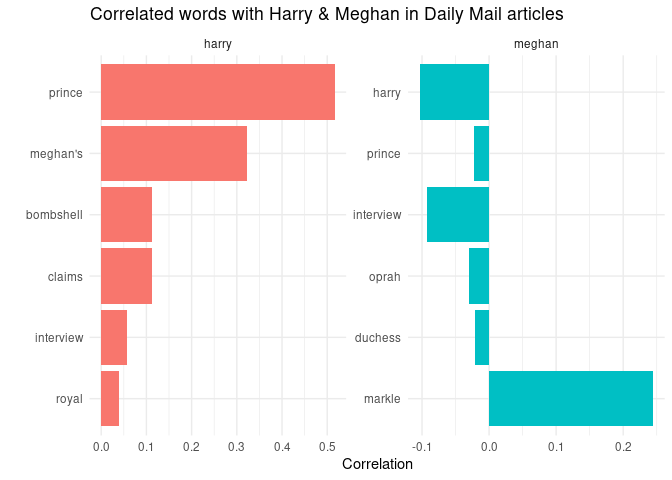 Correlated words with Harry & Meghan in Daily Mail articles
harry
prince
meghan's
bombshell
claims
interview
royal
0.0 0.1 0.2 0.3 0.4 0.5
meghan
harry
prince
interview
oprah
duchess
markle
-0.1 0.0 0.1 0.2
Correlation